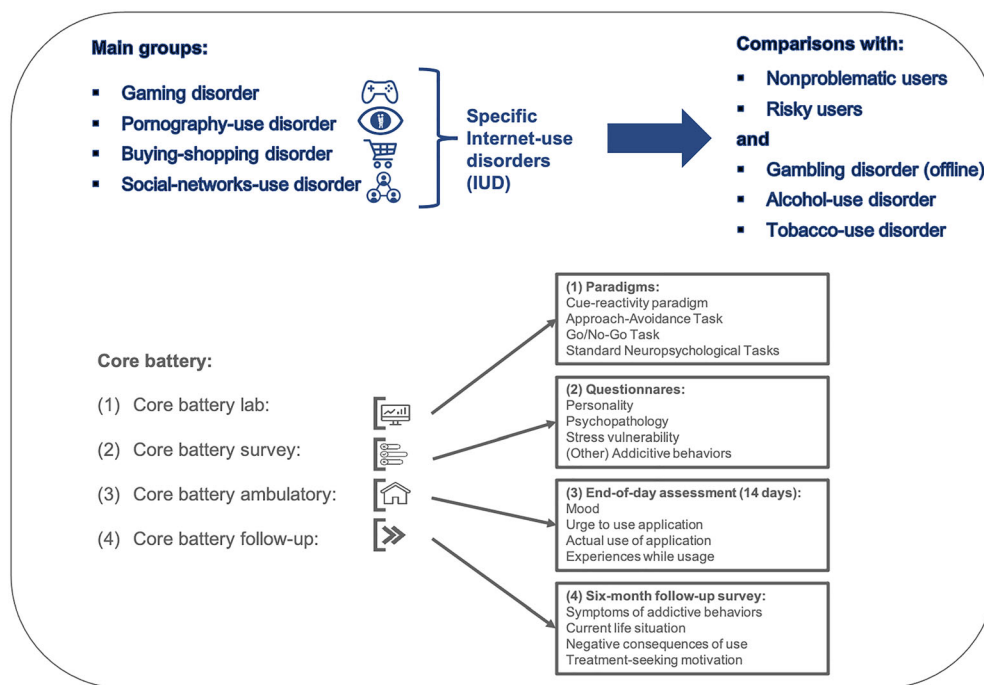 Main groups:
▪ Gaming disorder
▪ Pornography-use disorder
▪ Buying-shopping disorder
▪ Social-networks-use disorder
Specific
Internet-use
disorders
(IUD)
Comparisons with:
▪ Nonproblematic users
▪ Risky users
and
▪ Gambling disorder (offline)
▪ Alcohol-use disorder
▪ Tobacco-use disorder
Core battery:
(1) Core battery lab:
(2) Core battery survey:
(3) Core battery ambulatory:
(4) Core battery follow-up:
(1) Paradigms:
Cue-reactivity paradigm
Approach-Avoidance Task
Go/No-Go Task
Standard Neuropsychological Tasks
(2) Questionnares:
Personality
Psychopathology
Stress vulnerability
(Other) Addicitive behaviors
(3) End-of-day assessment (14 days):
Mood
Urge to use application
Actual use of application
Experiences while usage
(4) Six-month follow-up survey:
Symptoms of addictive behaviors
Current life situation
Negative consequences of use
Treatment-seeking motivation